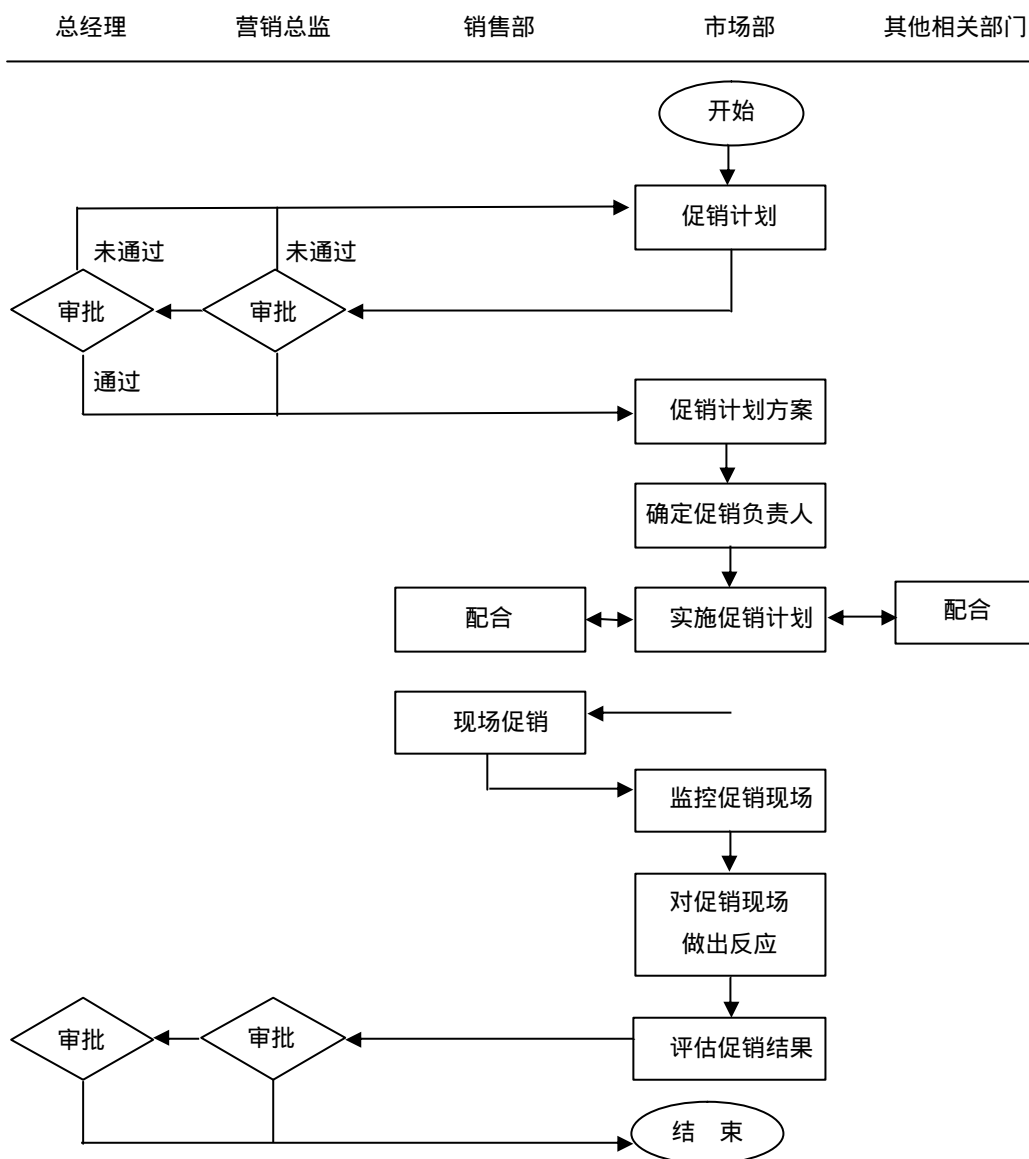 总经理 营销总监 销售部 市场部 其他相关部门
开始
促销计划
未通过 未通过
审批 审批
通过
促销计划方案
确定促销负责人
配合 实施促销计划 配合
现场促销
监控促销现场
对促销现场
做出反应
审批 审批 评估促销结果
结 束